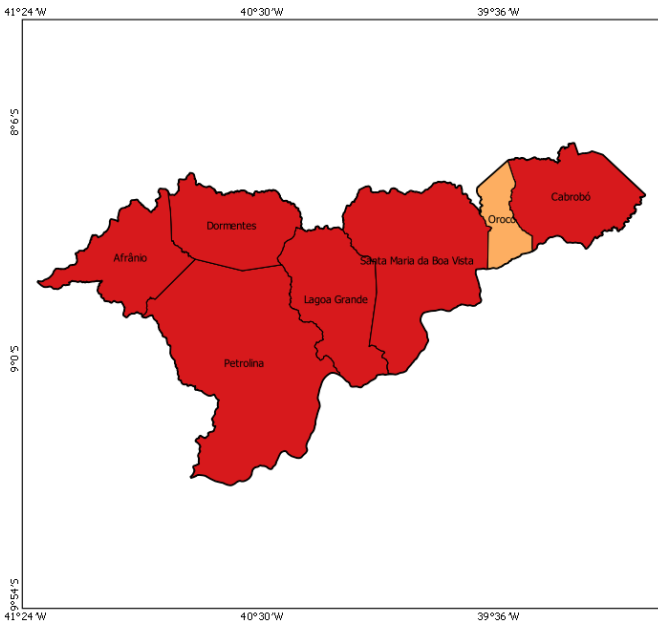 41°24´W 40°30´W 39°36´W
8°6´S
Cabrobó
Orocó
Dormentes
Afrânio
Santa Maria da Boa Vista
Lagoa Grande
9°0´S
Petrolina
9°54´S
41°24´W 40°30´W 39°36´W